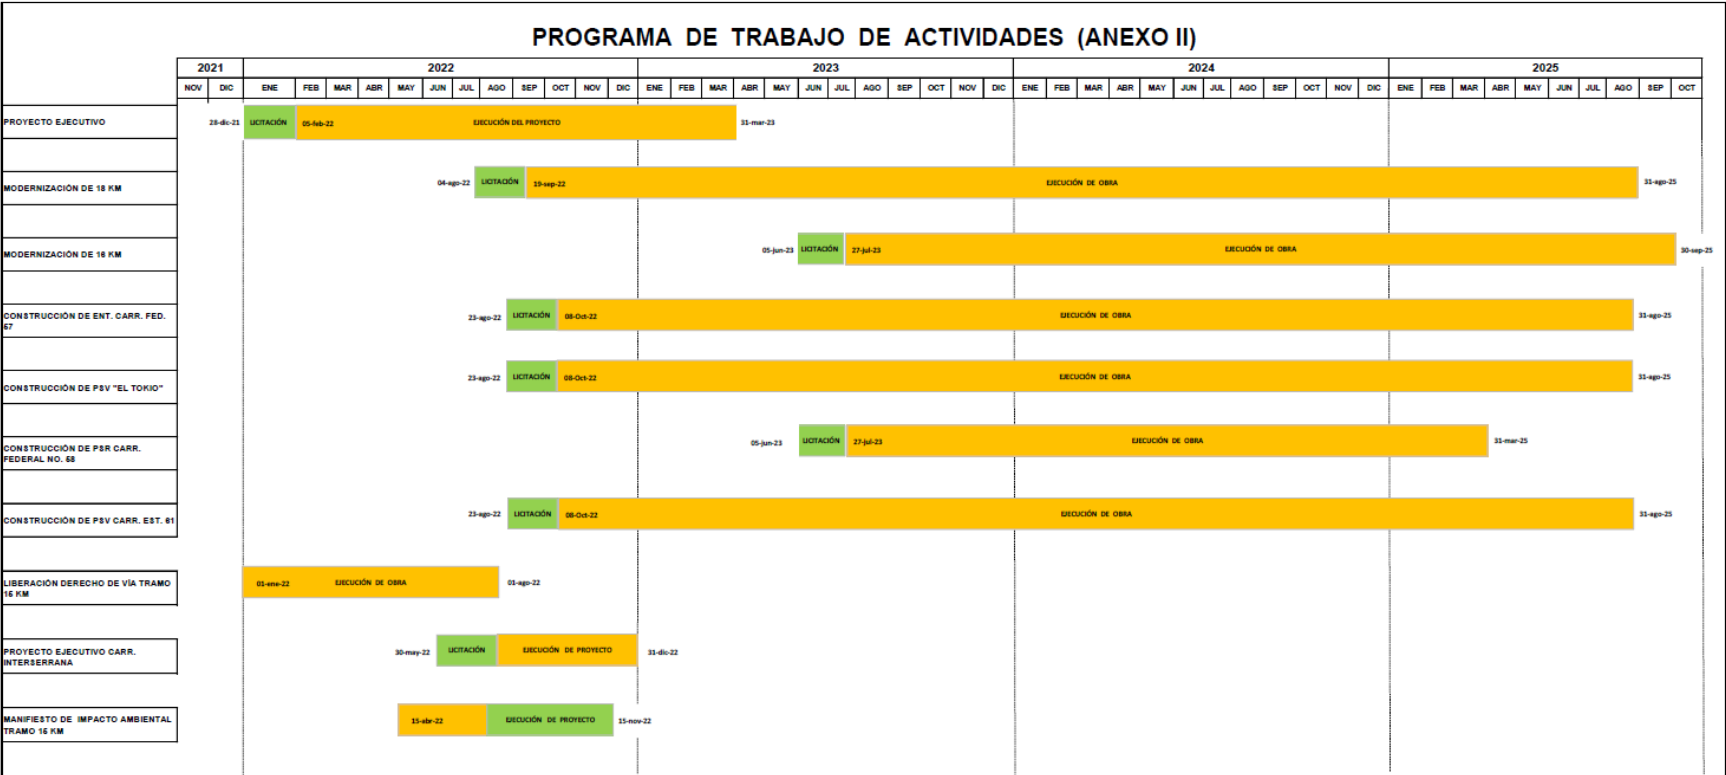 PROGRAMA DE TRABAJO DE ACTIVIDADES (ANEXO II)
2021 2022 2023 2024 2025
NOV DIC ENE FEB MAR ABR MAY JUN JUL AGO SEP OCT NOV DIC ENE FEB MAR ABR MAY JUN JUL AGO SEP OCT NOV DIC ENE FEB MAR ABR MAY JUN JUL AGO SEP OCT NOV DIC ENE FEB MAR ABR MAY JUN JUL AGO SEP OCT
PROYECTO EJECUTIVO 28-dic-21 LICITACIÓN 05-feb-22 EJECUCIÓN DEL PROYECTO 31-mar-23
MODERNIZACIÓN DE 18 KM 04-ago-22 LICITACIÓN 19-sep-22 EJECUCIÓN DE OBRA 31-ago-25
MODERNIZACIÓN DE 16 KM 05-jun-23 LICITACIÓN 27-jul-23 EJECUCIÓN DE OBRA 30-sep-25
CONSTRUCCIÓN DE ENT. CARR. FED.
57
23-ago-22 LICITACIÓN 08-Oct-22 EJECUCIÓN DE OBRA 31-ago-25
CONSTRUCCIÓN DE PSV "EL TOKIO" 23-ago-22 LICITACIÓN 08-Oct-22 EJECUCIÓN DE OBRA 31-ago-25
CONSTRUCCIÓN DE PSR CARR.
FEDERAL NO. 58
05-jun-23 LICITACIÓN 27-jul-23 EJECUCIÓN DE OBRA 31-mar-25
CONSTRUCCIÓN DE PSV CARR. EST. 61 23-ago-22 LICITACIÓN 08-Oct-22 EJECUCIÓN DE OBRA 31-ago-25
LIBERACIÓN DERECHO DE VÍA TRAMO
16 KM
01-ene-22 EJECUCIÓN DE OBRA 01-ago-22
PROYECTO EJECUTIVO CARR.
INTERSERRANA
30-may-22 LICITACIÓN EJECUCIÓN DE PROYECTO 31-dic-22
MANIFIESTO DE IMPACTO AMBIENTAL
TRAMO 16 KM
15-abr-22 EJECUCIÓN DE PROYECTO 15-nov-22